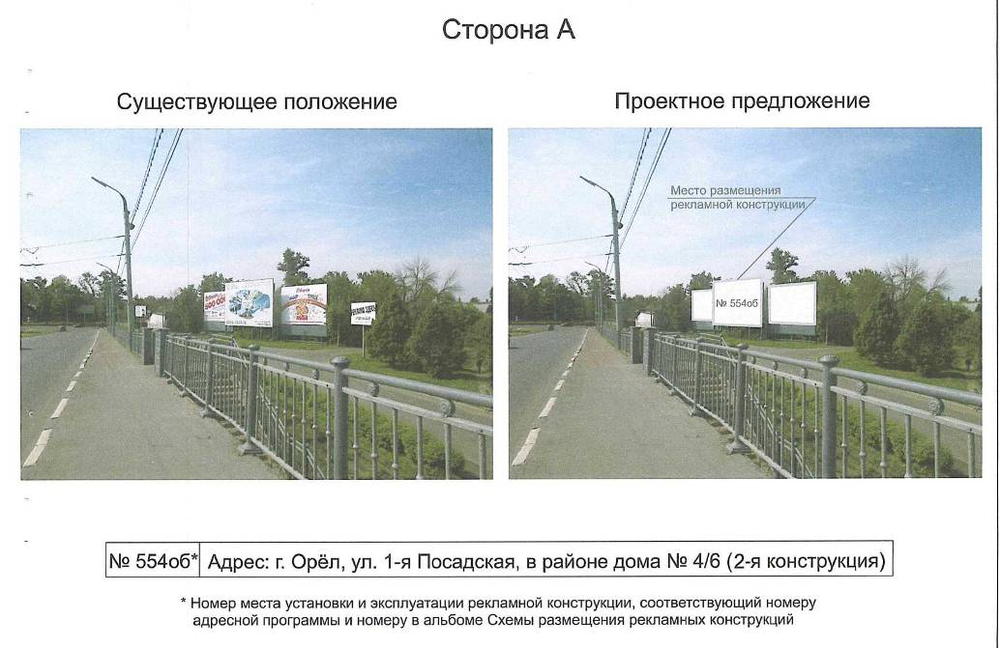 Сторона А
Существующее положение
Проектное предложение
500 000
Место размещения
рекламной конструкции
№ 554об
№ 554об* Адрес: г. Орёл, ул. 1-я Посадская, в районе дома № 4/6 (2-я конструкция)
* Номер места установки и эксплуатации рекламной конструкции, соответствующий номеру
адресной программы и номеру в альбоме Схемы размещения рекламных конструкций